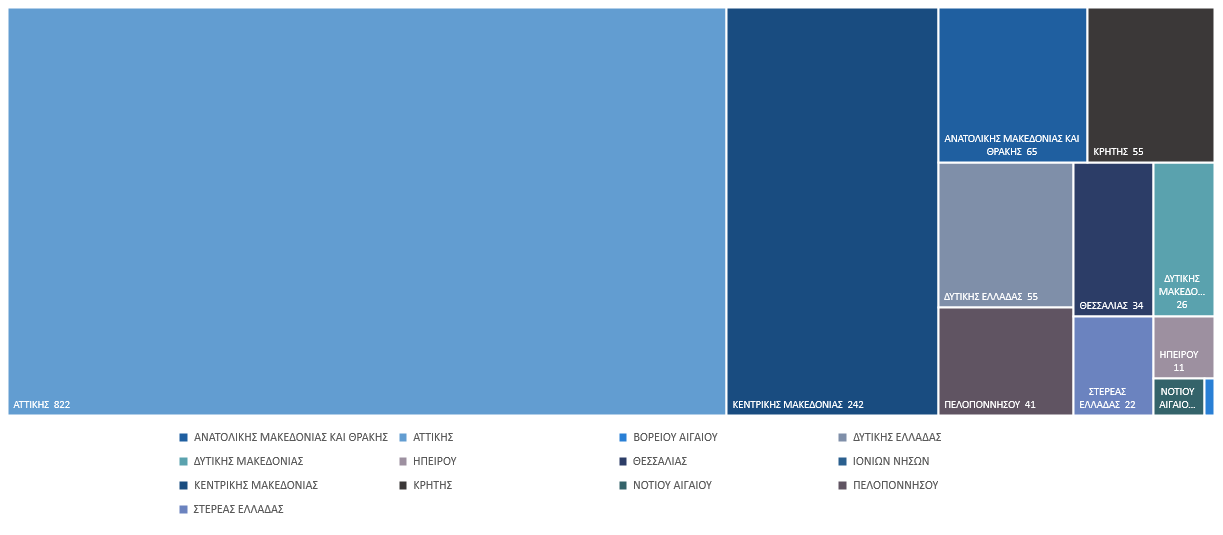 ΑΝΑΤΟΛΙΚΗΣ ΜΑΚΕΔΟΝΙΑΣ ΚΑΙ
ΘΡΑΚΗΣ 65
ΚΡΗΤΗΣ 55
ΔΥΤΙΚΗΣ
ΜΑΚΕΔΟ...
26
ΔΥΤΙΚΗΣ ΕΛΛΑΔΑΣ 55
ΘΕΣΣΑΛΙΑΣ 34
ΗΠΕΙΡΟΥ
11
ΑΤΤΙΚΗΣ 822
ΚΕΝΤΡΙΚΗΣ ΜΑΚΕΔΟΝΙΑΣ 242
ΠΕΛΟΠΟΝΝΗΣΟΥ 41
ΣΤΕΡΕΑΣ
ΕΛΛΑΔΑΣ 22
ΝΟΤΙΟΥ
ΑΙΓΑΙΟ...
ΑΝΑΤΟΛΙΚΗΣ ΜΑΚΕΔΟΝΙΑΣ ΚΑΙ ΘΡΑΚΗΣ ΑΤΤΙΚΗΣ ΒΟΡΕΙΟΥ ΑΙΓΑΙΟΥ ΔΥΤΙΚΗΣ ΕΛΛΑΔΑΣ
ΔΥΤΙΚΗΣ ΜΑΚΕΔΟΝΙΑΣ ΗΠΕΙΡΟΥ ΘΕΣΣΑΛΙΑΣ ΙΟΝΙΩΝ ΝΗΣΩΝ
ΚΕΝΤΡΙΚΗΣ ΜΑΚΕΔΟΝΙΑΣ ΚΡΗΤΗΣ ΝΟΤΙΟΥ ΑΙΓΑΙΟΥ ΠΕΛΟΠΟΝΝΗΣΟΥ
ΣΤΕΡΕΑΣ ΕΛΛΑΔΑΣ